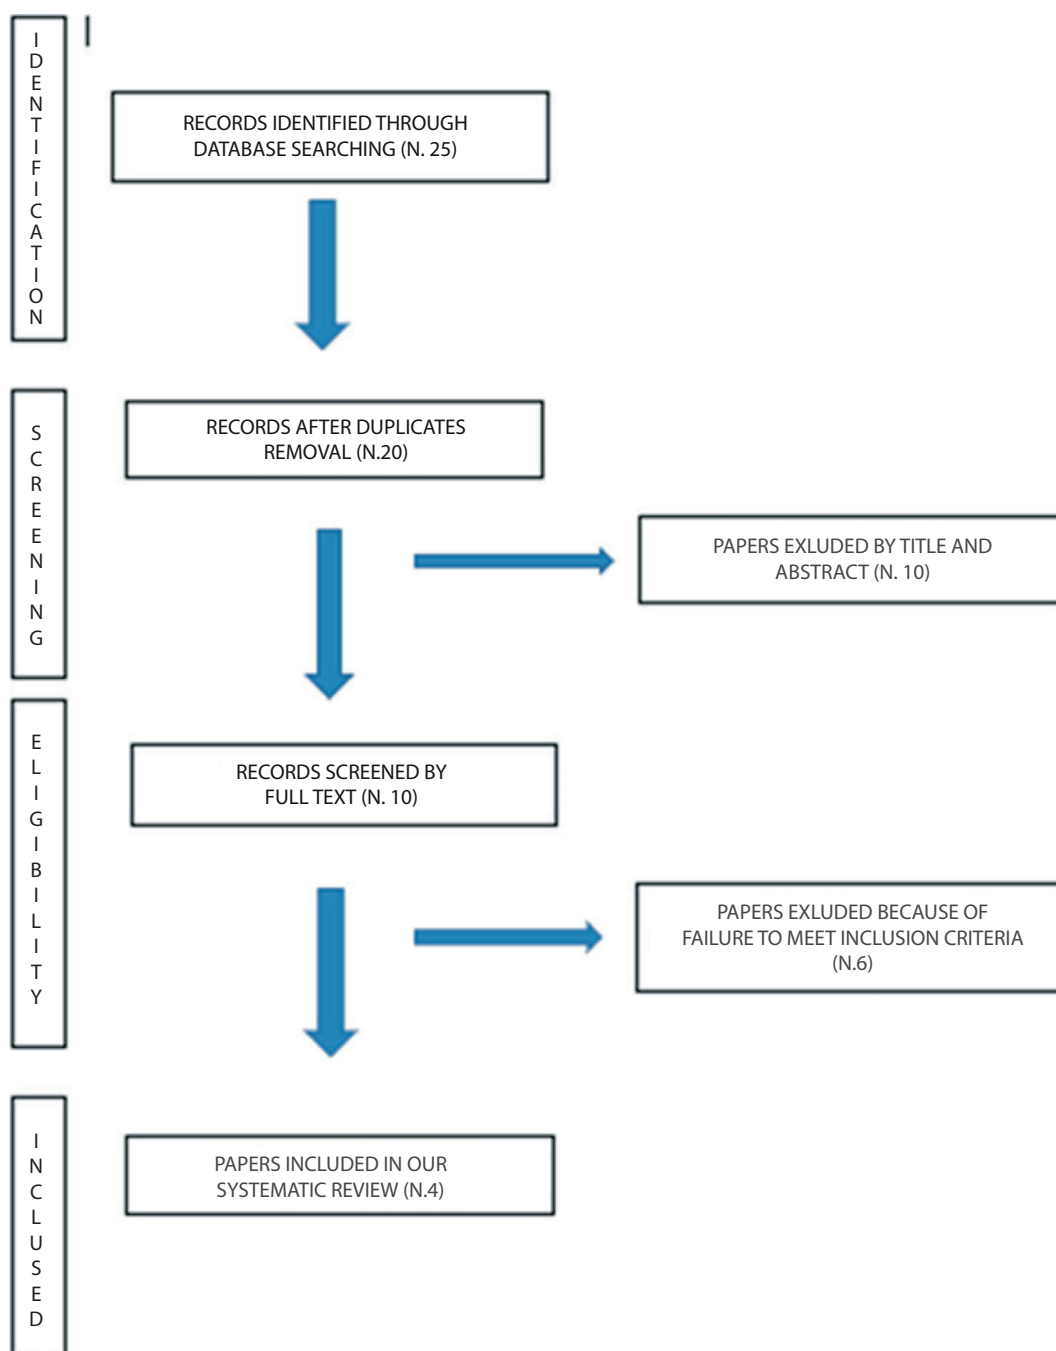 IDENTIFICATION
RECORDS IDENTIFIED THROUGH
DATABASE SEARCHING (N. 25)
SCREENING
RECORDS AFTER DUPLICATES
REMOVAL (N.20)
PAPERS EXLUDED BY TITLE AND
ABSTRACT (N. 10)
ELIGIBILITY
RECORDS SCREENED BY
FULL TEXT (N. 10)
PAPERS EXLUDED BECAUSE OF
FAILURE TO MEET INCLUSION CRITERIA
(N.6)
INCLUSED
PAPERS INCLUDED IN OUR
SYSTEMATIC REVIEW (N.4)